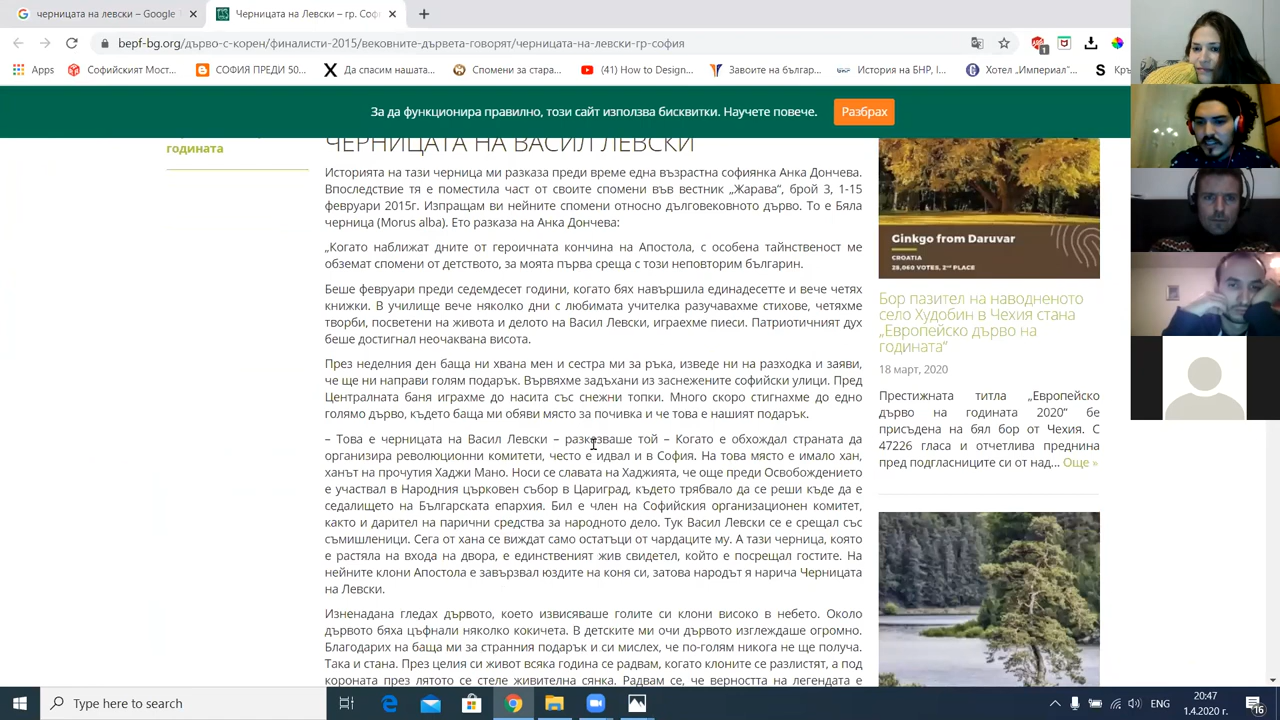 черницата на левски – Google
Черницата на Левски – гр. Соф
bepf-bg.org/дърво-с-корен/финалисти-2015/вековните-дървета-говорят/черницата-на-левски-гр-софия
1
Apps
Софийският Мост...
СОФИЯ ПРЕДИ 50...
Да спасим нашата...
Спомени за стара...
(41) How to Design...
Завоите на българ...
История на БНР, I...
Хотел „Империал"...
Кръ
За да функционира правилно, този сайт използва бисквитки. Научете повече.
Разбрах
годината
ЧЕРНИЦАТА НА ВАСИЛ ЛЕВСКИ
Историята на тази черница ми разказа преди време една възрастна софиянка Анка Дончева.
Впоследствие тя е поместила част от своите спомени във вестник „Жарава", брой 3, 1-15
февруари 2015г. Изпращам ви нейните спомени относно дълговековното дърво. То е Бяла
черница (Morus alba). Ето разказа на Анка Дончева:
„Когато наближат дните от героичната кончина на Апостола, с особена тайнственост ме
обземат спомени от детството, за моята първа среща с този неповторим българин.
Беше февруари преди седемдесет години, когато бях навършила единадесетте и вече четях
книжки. В училище вече няколко дни с любимата учителка разучавахме стихове, четяхме
творби, посветени на живота и делото на Васил Левски, играехме пиеси. Патриотичният дух
беше достигнал неочаквана висота.
През неделния ден баща ни хвана мен и сестра ми за ръка, изведе ни на разходка и заяви,
че ще ни направи голям подарък. Вървяхме задъхани из заснежените софийски улици. Пред
Централната баня играхме до насита със снежни топки. Много скоро стигнахме до едно
голямо дърво, където баща ми обяви място за почивка и че това е нашият подарък.
– Това е черницата на Васил Левски – разказваше той – Когато е обхождал страната да
организира революционни комитети, често е идвал и в София. На това място е имало хан,
ханът на прочутия Хаджи Мано. Носи се славата на Хаджията, че още преди Освобождението
е участвал в Народния църковен събор в Цариград, където трябвало да се реши къде да е
седалището на Българската епархия. Бил е член на Софийския организационен комитет,
както и дарител на парични средства за народното дело. Тук Васил Левски се е срещал със
съмишленици. Сега от хана се виждат само остатъци от чардаците му. А тази черница, която
е растяла на входа на двора, е единственият жив свидетел, който е посрещал гостите. На
нейните клони Апостола е завързвал юздите на коня си, затова народът я нарича Черницата
на Левски.
Изненадана гледах дървото, което извисяваше голите си клони високо в небето. Около
дървото бяха цъфнали няколко кокичета. В детските ми очи дървото изглеждаше огромно.
Благодарих на баща ми за странния подарък и си мислех, че по-голям никога не ще получа.
Така и стана. През целия си живот всяка година се радвам, когато клоните се разлистят, а под
короната през лятото се стеле живителна сянка. Радвам се, че верността на легендата е
Ginkgo from Daruvar
CROATIA
25,060 VOTES, 2nd PLACE
Бор пазител на наводненото
село Худобин в Чехия стана
„Европейско дърво на
годината"
18 март, 2020
Престижната титла „Европейско
дърво на годината 2020" бе
присъдена на бял бор от Чехия. С
47226 гласа и отчетлива преднина
пред подгласниците си от над... Още »
Type here to search
ENG
20:47
1.4.2020 г.
16